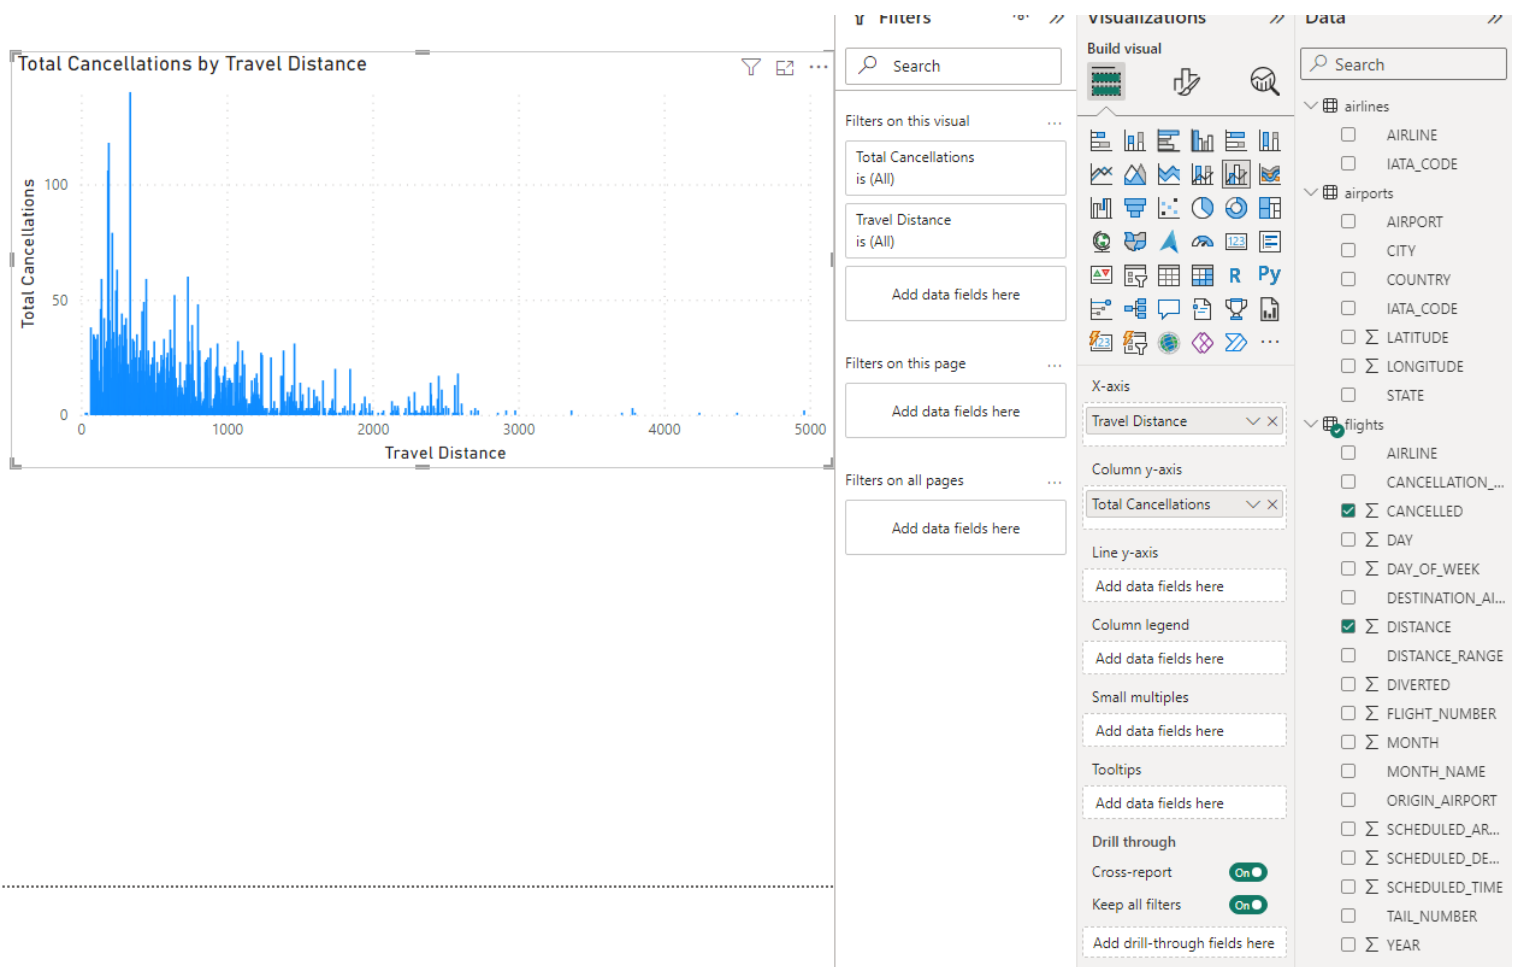 Total Cancellations by Travel Distance
Total Cancellations
100
50
0
0
1000
2000
3000
4000
5000
Travel Distance
Filters
Search
Filters on this visual
Total Cancellations
is (All)
Travel Distance
is (All)
Add data fields here
Filters on this page
Add data fields here
Filters on all pages
Add data fields here
Visualizations
Build visual
123
R
Py
123
X-axis
Travel Distance
Column y-axis
Total Cancellations
Line y-axis
Add data fields here
Column legend
Add data fields here
Small multiples
Add data fields here
Tooltips
Add data fields here
Drill through
Cross-report
On
Keep all filters
On
Add drill-through fields here
Data
Search
airlines
AIRLINE
IATA_CODE
airports
AIRPORT
CITY
COUNTRY
IATA_CODE
∑ LATITUDE
∑ LONGITUDE
STATE
flights
AIRLINE
CANCELLATION_...
∑ CANCELLED
∑ DAY
∑ DAY_OF_WEEK
DESTINATION_AI...
∑ DISTANCE
DISTANCE_RANGE
∑ DIVERTED
∑ FLIGHT_NUMBER
∑ MONTH
MONTH_NAME
ORIGIN_AIRPORT
∑ SCHEDULED_AR...
∑ SCHEDULED_DE...
∑ SCHEDULED_TIME
TAIL_NUMBER
∑ YEAR